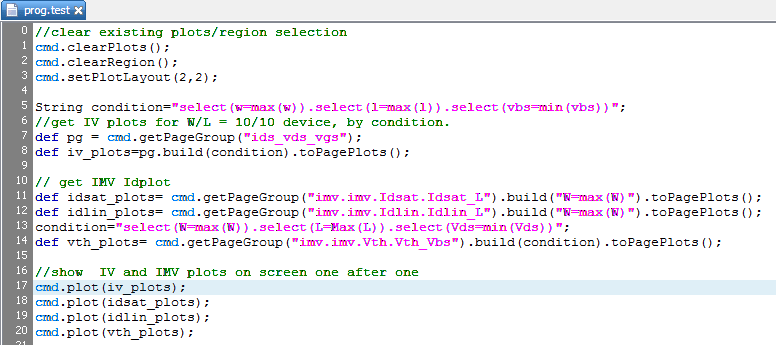 prog.test
0 //clear existing plots/region selection
1 cmd.clearPlots();
2 cmd.clearRegion();
3 cmd.setPlotLayout(2,2);
4
5 String condition="select(w=max(w)).select(l=max(l)).select(vbs=min(vbs))";
6 //get IV plots for W/L = 10/10 device, by condition.
7 def pg = cmd.getPageGroup("ids_vds_vgs");
8 def iv_plots=pg.build(condition).toPagePlots();
9
10 // get IMV Idplot
11 def idsat_plots= cmd.getPageGroup("imv.imv.Idsat.Idsat_L").build("W=max(W)").toPagePlots();
12 def idlin_plots= cmd.getPageGroup("imv.imv.Idlin.Idlin_L").build("W=max(W)").toPagePlots();
13 condition="select(W=max(W)).select(L=Max(L)).select(Vds=min(Vds))";
14 def vth_plots= cmd.getPageGroup("imv.imv.Vth.Vth_Vbs").build(condition).toPagePlots();
15
16 //show  IV and IMV plots on screen one after one
17 cmd.plot(iv_plots);
18 cmd.plot(idsat_plots);
19 cmd.plot(idlin_plots);
20 cmd.plot(vth_plots);